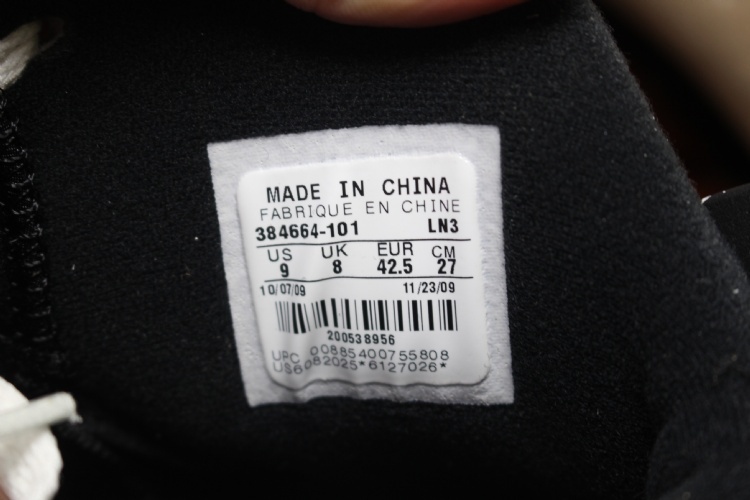 MADE IN CHINA
FABRIQUE EN CHINE
384664-101 LN3
US UK EUR CM
9 8 42.5 27
10/07/09 11/23/09
200538956
UPC 00885400755808
US6082025*6127026*